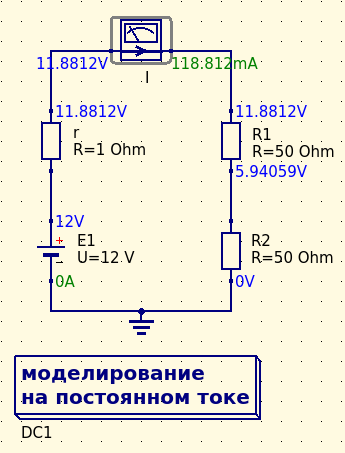 11.8812V
118.812mA
I
11.8812V
11.8812V
r
R=1 Ohm
R1
R=50 Ohm
5.94059V
12V
+
E1
U=12 V
–
R2
R=50 Ohm
0A
0V
моделирование
на постоянном токе
DC1